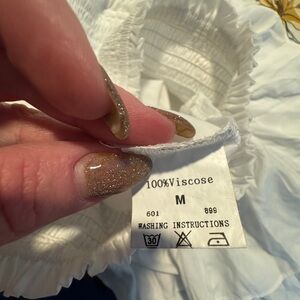 100%Viscose
M
601 899
WASHING INSTRUCTIONS
30